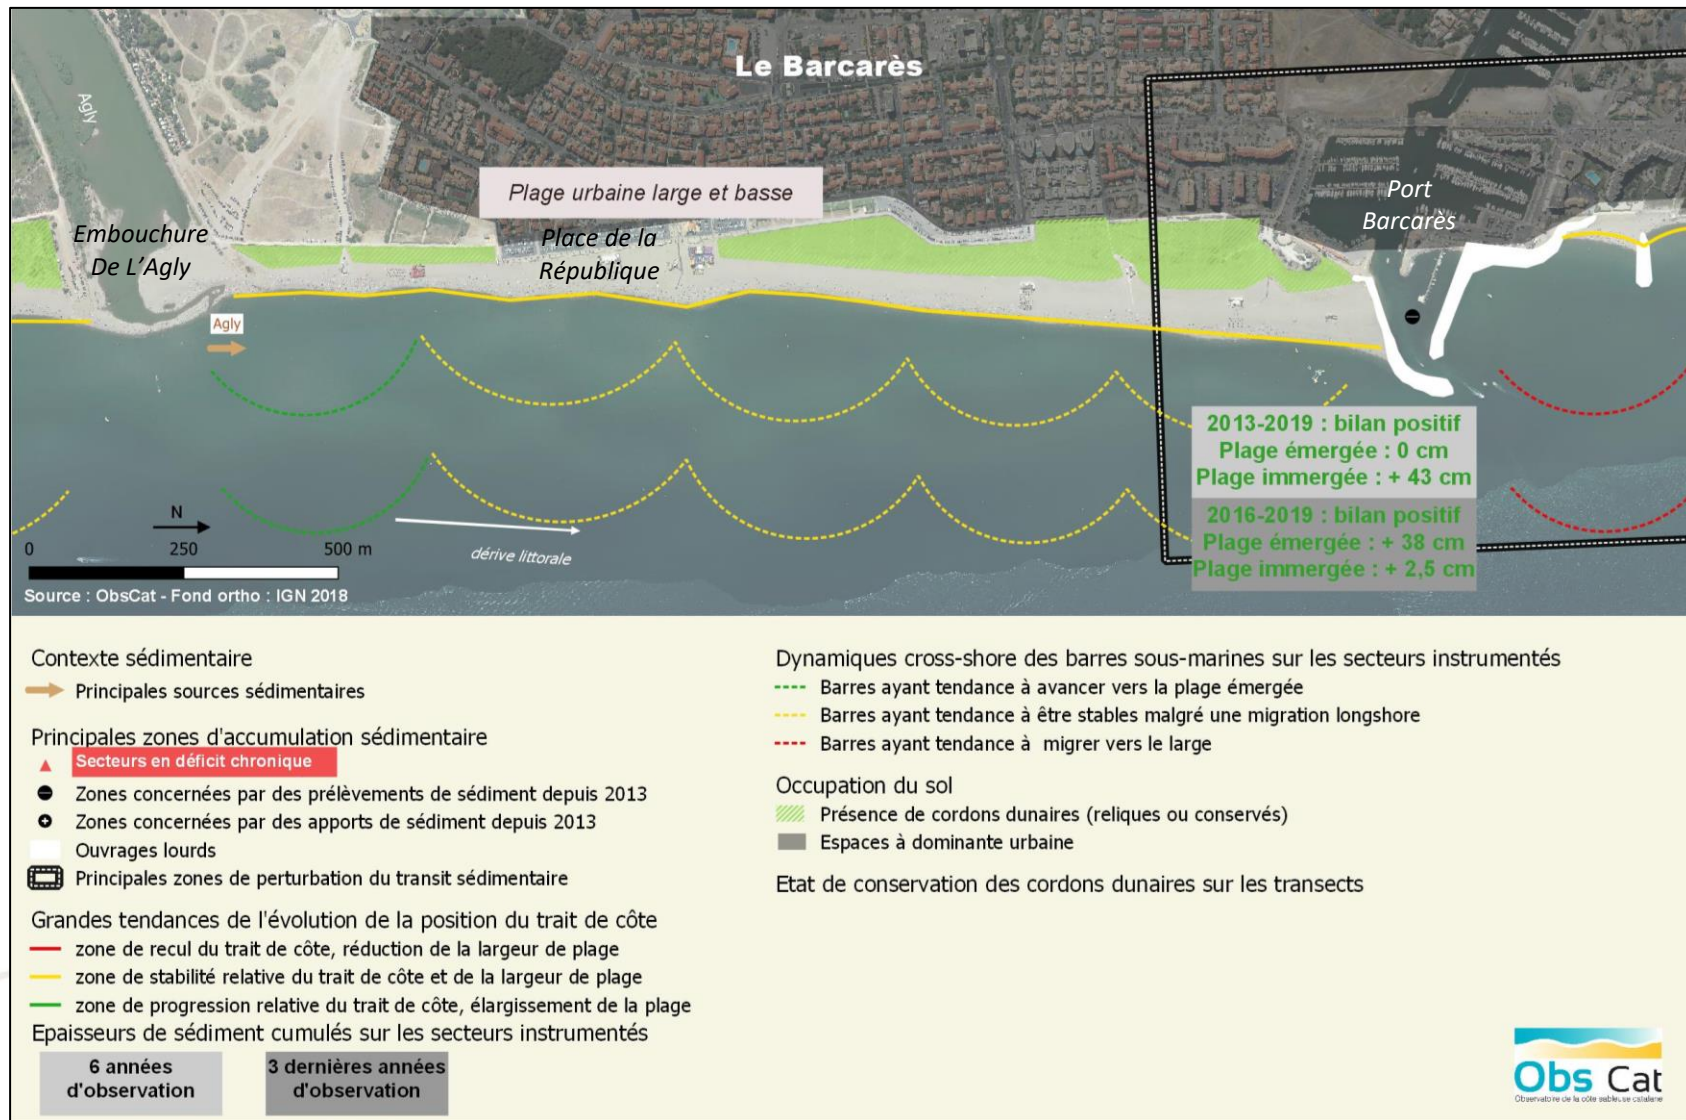 Le Barcarès
Agly
Plage urbaine large et basse
Embouchure
De L'Agly
Place de la
République
Port
Barcarès
Agly
2013-2019 : bilan positif
Plage émergée : 0 cm
Plage immergée : + 43 cm
2016-2019 : bilan positif
Plage émergée : + 38 cm
Plage immergée : + 2,5 cm
N
dérive littorale
0 250 500 m
Source : ObsCat - Fond ortho : IGN 2018
Contexte sédimentaire
Principales sources sédimentaires
Principales zones d'accumulation sédimentaire
Secteurs en déficit chronique
Zones concernées par des prélèvements de sédiment depuis 2013
Zones concernées par des apports de sédiment depuis 2013
Ouvrages lourds
Principales zones de perturbation du transit sédimentaire
Grandes tendances de l'évolution de la position du trait de côte
zone de recul du trait de côte, réduction de la largeur de plage
zone de stabilité relative du trait de côte et de la largeur de plage
zone de progression relative du trait de côte, élargissement de la plage
Epaisseurs de sédiment cumulés sur les secteurs instrumentés
6 années
d'observation
3 dernières années
d'observation
Dynamiques cross-shore des barres sous-marines sur les secteurs instrumentés
Barres ayant tendance à avancer vers la plage émergée
Barres ayant tendance à être stables malgré une migration longshore
Barres ayant tendance à migrer vers le large
Occupation du sol
Présence de cordons dunaires (reliques ou conservés)
Espaces à dominante urbaine
Etat de conservation des cordons dunaires sur les transects
Obs Cat
Observatoire de la côte sableuse catalane